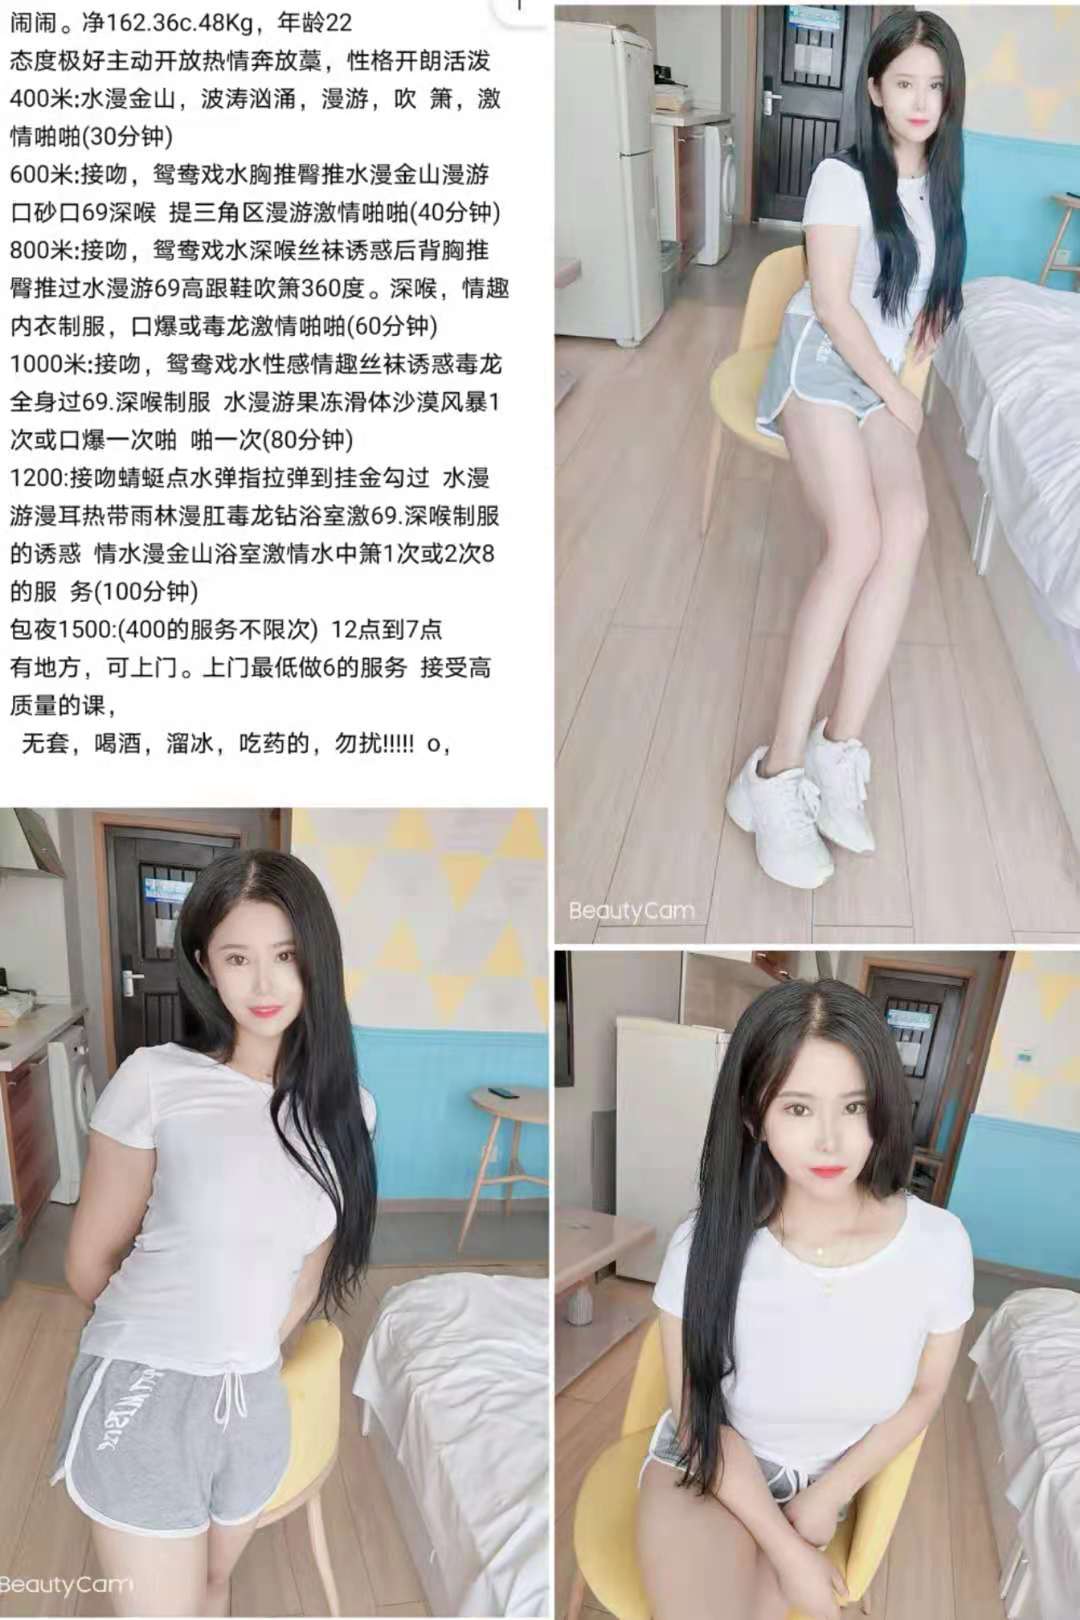 闹闹。净162.36c.48Kg，年龄22
态度极好主动开放热情奔放藁，性格开朗活泼
400米:水漫金山，波涛汹涌，漫游，吹 箫，激
情啪啪(30分钟)
600米:接吻，鸳鸯戏水胸推臀推水漫金山漫游
口砂口69深喉 提三角区漫游激情啪啪(40分钟)
800米:接吻，鸳鸯戏水深喉丝袜诱惑后背胸推
臀推过水漫游69高跟鞋吹箫360度。深喉，情趣
内衣制服，口爆或毒龙激情啪啪(60分钟)
1000米:接吻，鸳鸯戏水性感情趣丝袜诱惑毒龙
全身过69.深喉制服 水漫游果冻滑体沙漠风暴1
次或口爆一次啪 啪一次(80分钟)
1200:接吻蜻蜓点水弹指拉弹到挂金勾过 水漫
游漫耳热带雨林漫肛毒龙钻浴室激69.深喉制服
的诱惑 情水漫金山浴室激情水中箫1次或2次8
的服 务(100分钟)
包夜1500:(400的服务不限次) 12点到7点
有地方，可上门。上门最低做6的服务 接受高
质量的课，
无套，喝酒，溜冰，吃药的，勿扰!!!!! o，
BeautyCam
BeautyCam